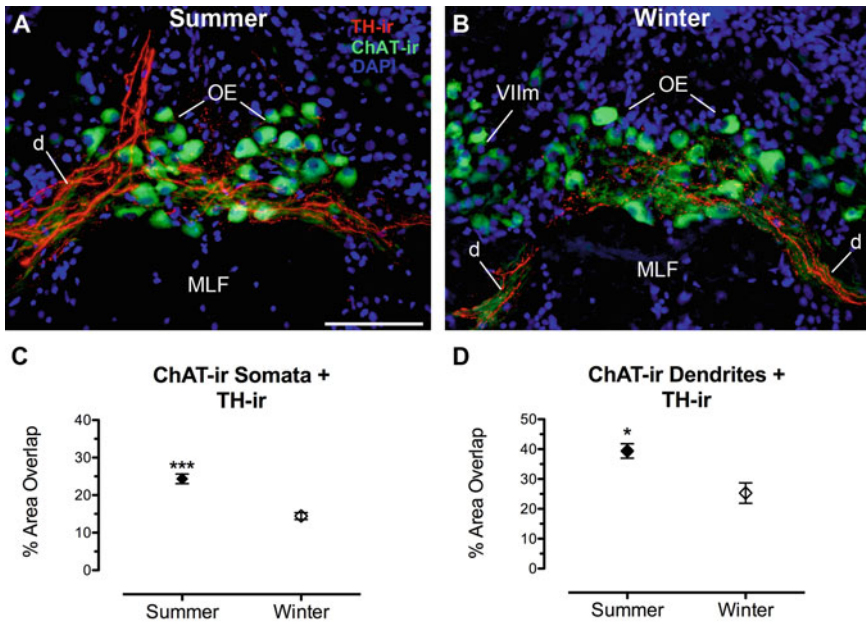 A Summer TH-ir
ChAT-ir
DAPI
OE
d
MLF
B Winter
OE
VIIm
d
d
MLF
C
ChAT-ir Somata +
TH-ir
% Area Overlap
40
30
20
10
0
***
Summer Winter
D
ChAT-ir Dendrites +
TH-ir
% Area Overlap
50
40
30
20
10
0
*
Summer Winter